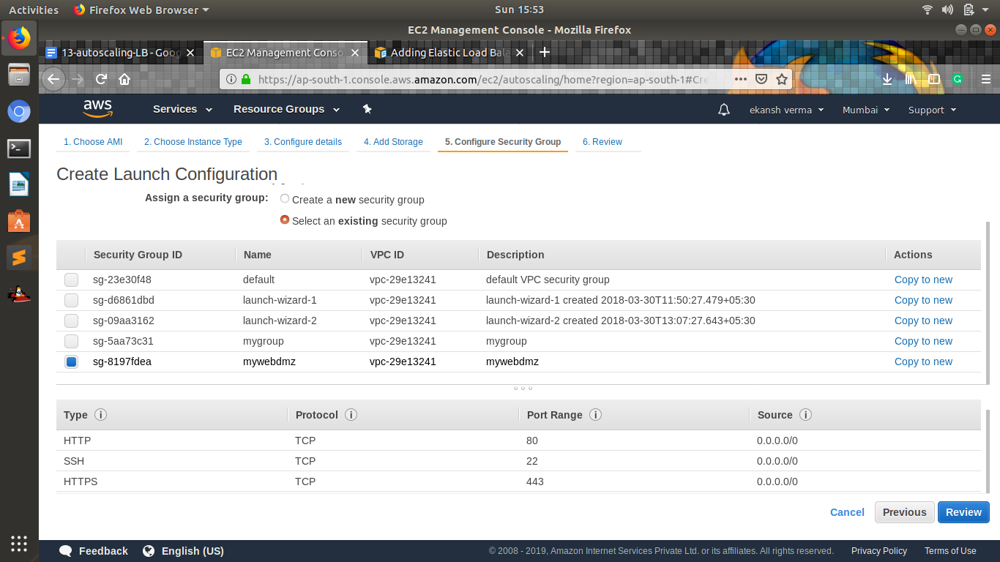 Activities Firefox Web Browser Sun 15:53
EC2 Management Console - Mozilla Firefox
13-autoscaling-LB - Goog EC2 Management Conso Adding Elastic Load Bala
https://ap-south-1.console.aws.amazon.com/ec2/autoscaling/home?region=ap-south-1#Cre
aws Services Resource Groups ekansh verma Mumbai Support
1. Choose AMI 2. Choose Instance Type 3. Configure details 4. Add Storage 5. Configure Security Group 6. Review
Create Launch Configuration
Assign a security group: Create a new security group
Select an existing security group
Security Group ID Name VPC ID Description Actions
sg-23e30f48 default vpc-29e13241 default VPC security group Copy to new
sg-d6861dbd launch-wizard-1 vpc-29e13241 launch-wizard-1 created 2018-03-30T11:50:27.479+05:30 Copy to new
sg-09aa3162 launch-wizard-2 vpc-29e13241 launch-wizard-2 created 2018-03-30T13:07:27.643+05:30 Copy to new
sg-5aa73c31 mygroup vpc-29e13241 mygroup Copy to new
sg-8197fdea mywebdmz vpc-29e13241 mywebdmz Copy to new
Type Protocol Port Range Source
HTTP TCP 80 0.0.0.0/0
SSH TCP 22 0.0.0.0/0
HTTPS TCP 443 0.0.0.0/0
Cancel Previous Review
Feedback English (US) © 2008 - 2019, Amazon Internet Services Private Ltd. or its affiliates. All rights reserved. Privacy Policy Terms of Use